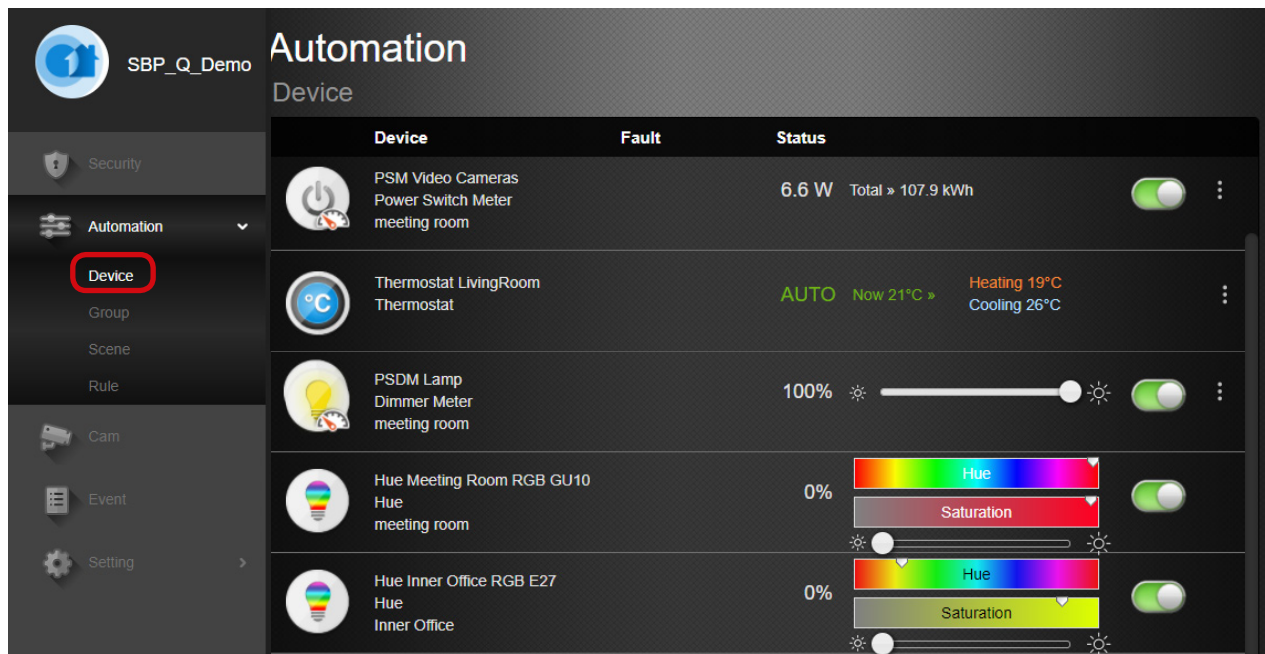 SBP_Q_Demo
Automation
Device
Security
Automation
Device
Group
Scene
Rule
Cam
Event
Setting
Device Fault Status
PSM Video Cameras
Power Switch Meter
meeting room
6.6 W Total » 107.9 kWh
Thermostat LivingRoom
Thermostat
°C
AUTO Now 21°C »
Heating 19°C
Cooling 26°C
PSDM Lamp
Dimmer Meter
meeting room
100%
Hue Meeting Room RGB GU10
Hue
meeting room
0%
Hue
Saturation
Hue Inner Office RGB E27
Hue
Inner Office
0%
Hue
Saturation